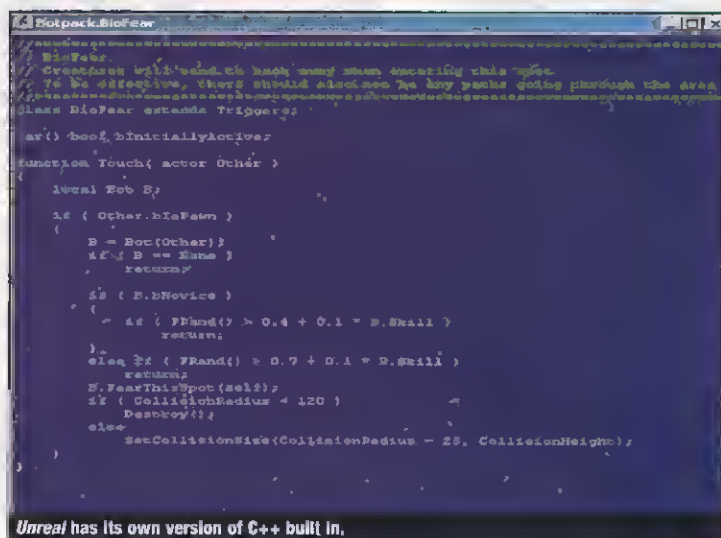 Botpack.BioFear
//=============================================================================
// BioFear.
// Creatures will tend to back away when entering this spot
// To be effective, there should also not be any paths going through the area
//=============================================================================
class BioFear extends Triggers;
var() bool bInitiallyActive;
function Touch( actor Other )
{
local Bot B;
if ( Other.bIsPawn )
{
B = Bot(Other);
if ( B == None )
return;
if ( B.bNovice )
{
if ( FRand() > 0.4 + 0.1 * B.Skill )
return;
}
else if ( FRand() > 0.7 + 0.1 * B.Skill )
return;
B.FearThisSpot(self);
if ( CollisionRadius < 120 )
Destroy();
else
SetCollisionSize(CollisionRadius - 25, CollisionHeight);
}
}
Unreal has its own version of C++ built in.